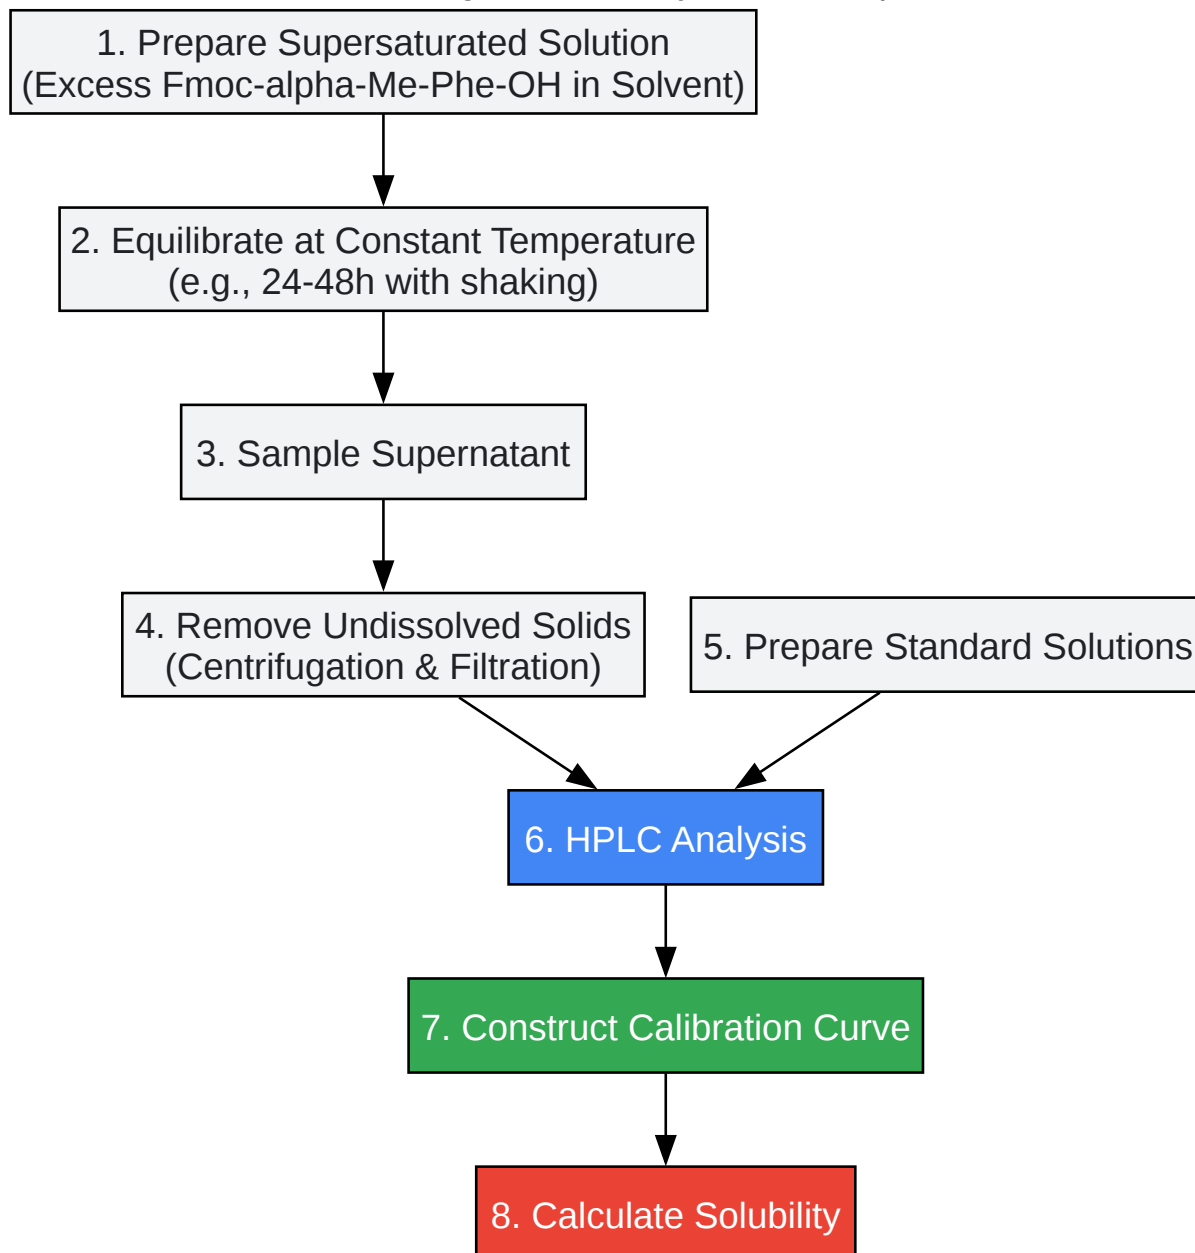 1. Prepare Supersaturated Solution
(Excess Fmoc-alpha-Me-Phe-OH in Solvent)
2. Equilibrate at Constant Temperature
(e.g., 24-48h with shaking)
3. Sample Supernatant
4. Remove Undissolved Solids
(Centrifugation & Filtration)
5. Prepare Standard Solutions
6. HPLC Analysis
7. Construct Calibration Curve
8. Calculate Solubility